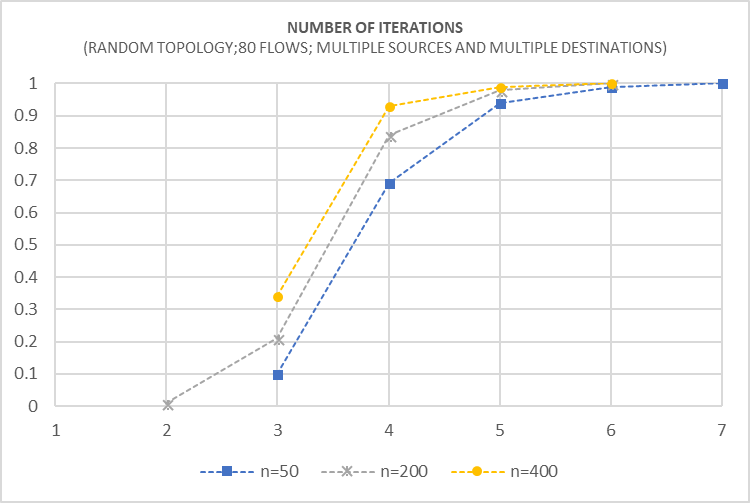 NUMBER OF ITERATIONS
(RANDOM TOPOLOGY;80 FLOWS; MULTIPLE SOURCES AND MULTIPLE DESTINATIONS)
1
0.9
0.8
0.7
0.6
0.5
0.4
0.3
0.2
0.1
0
1 2 3 4 5 6 7
n=50 n=200 n=400